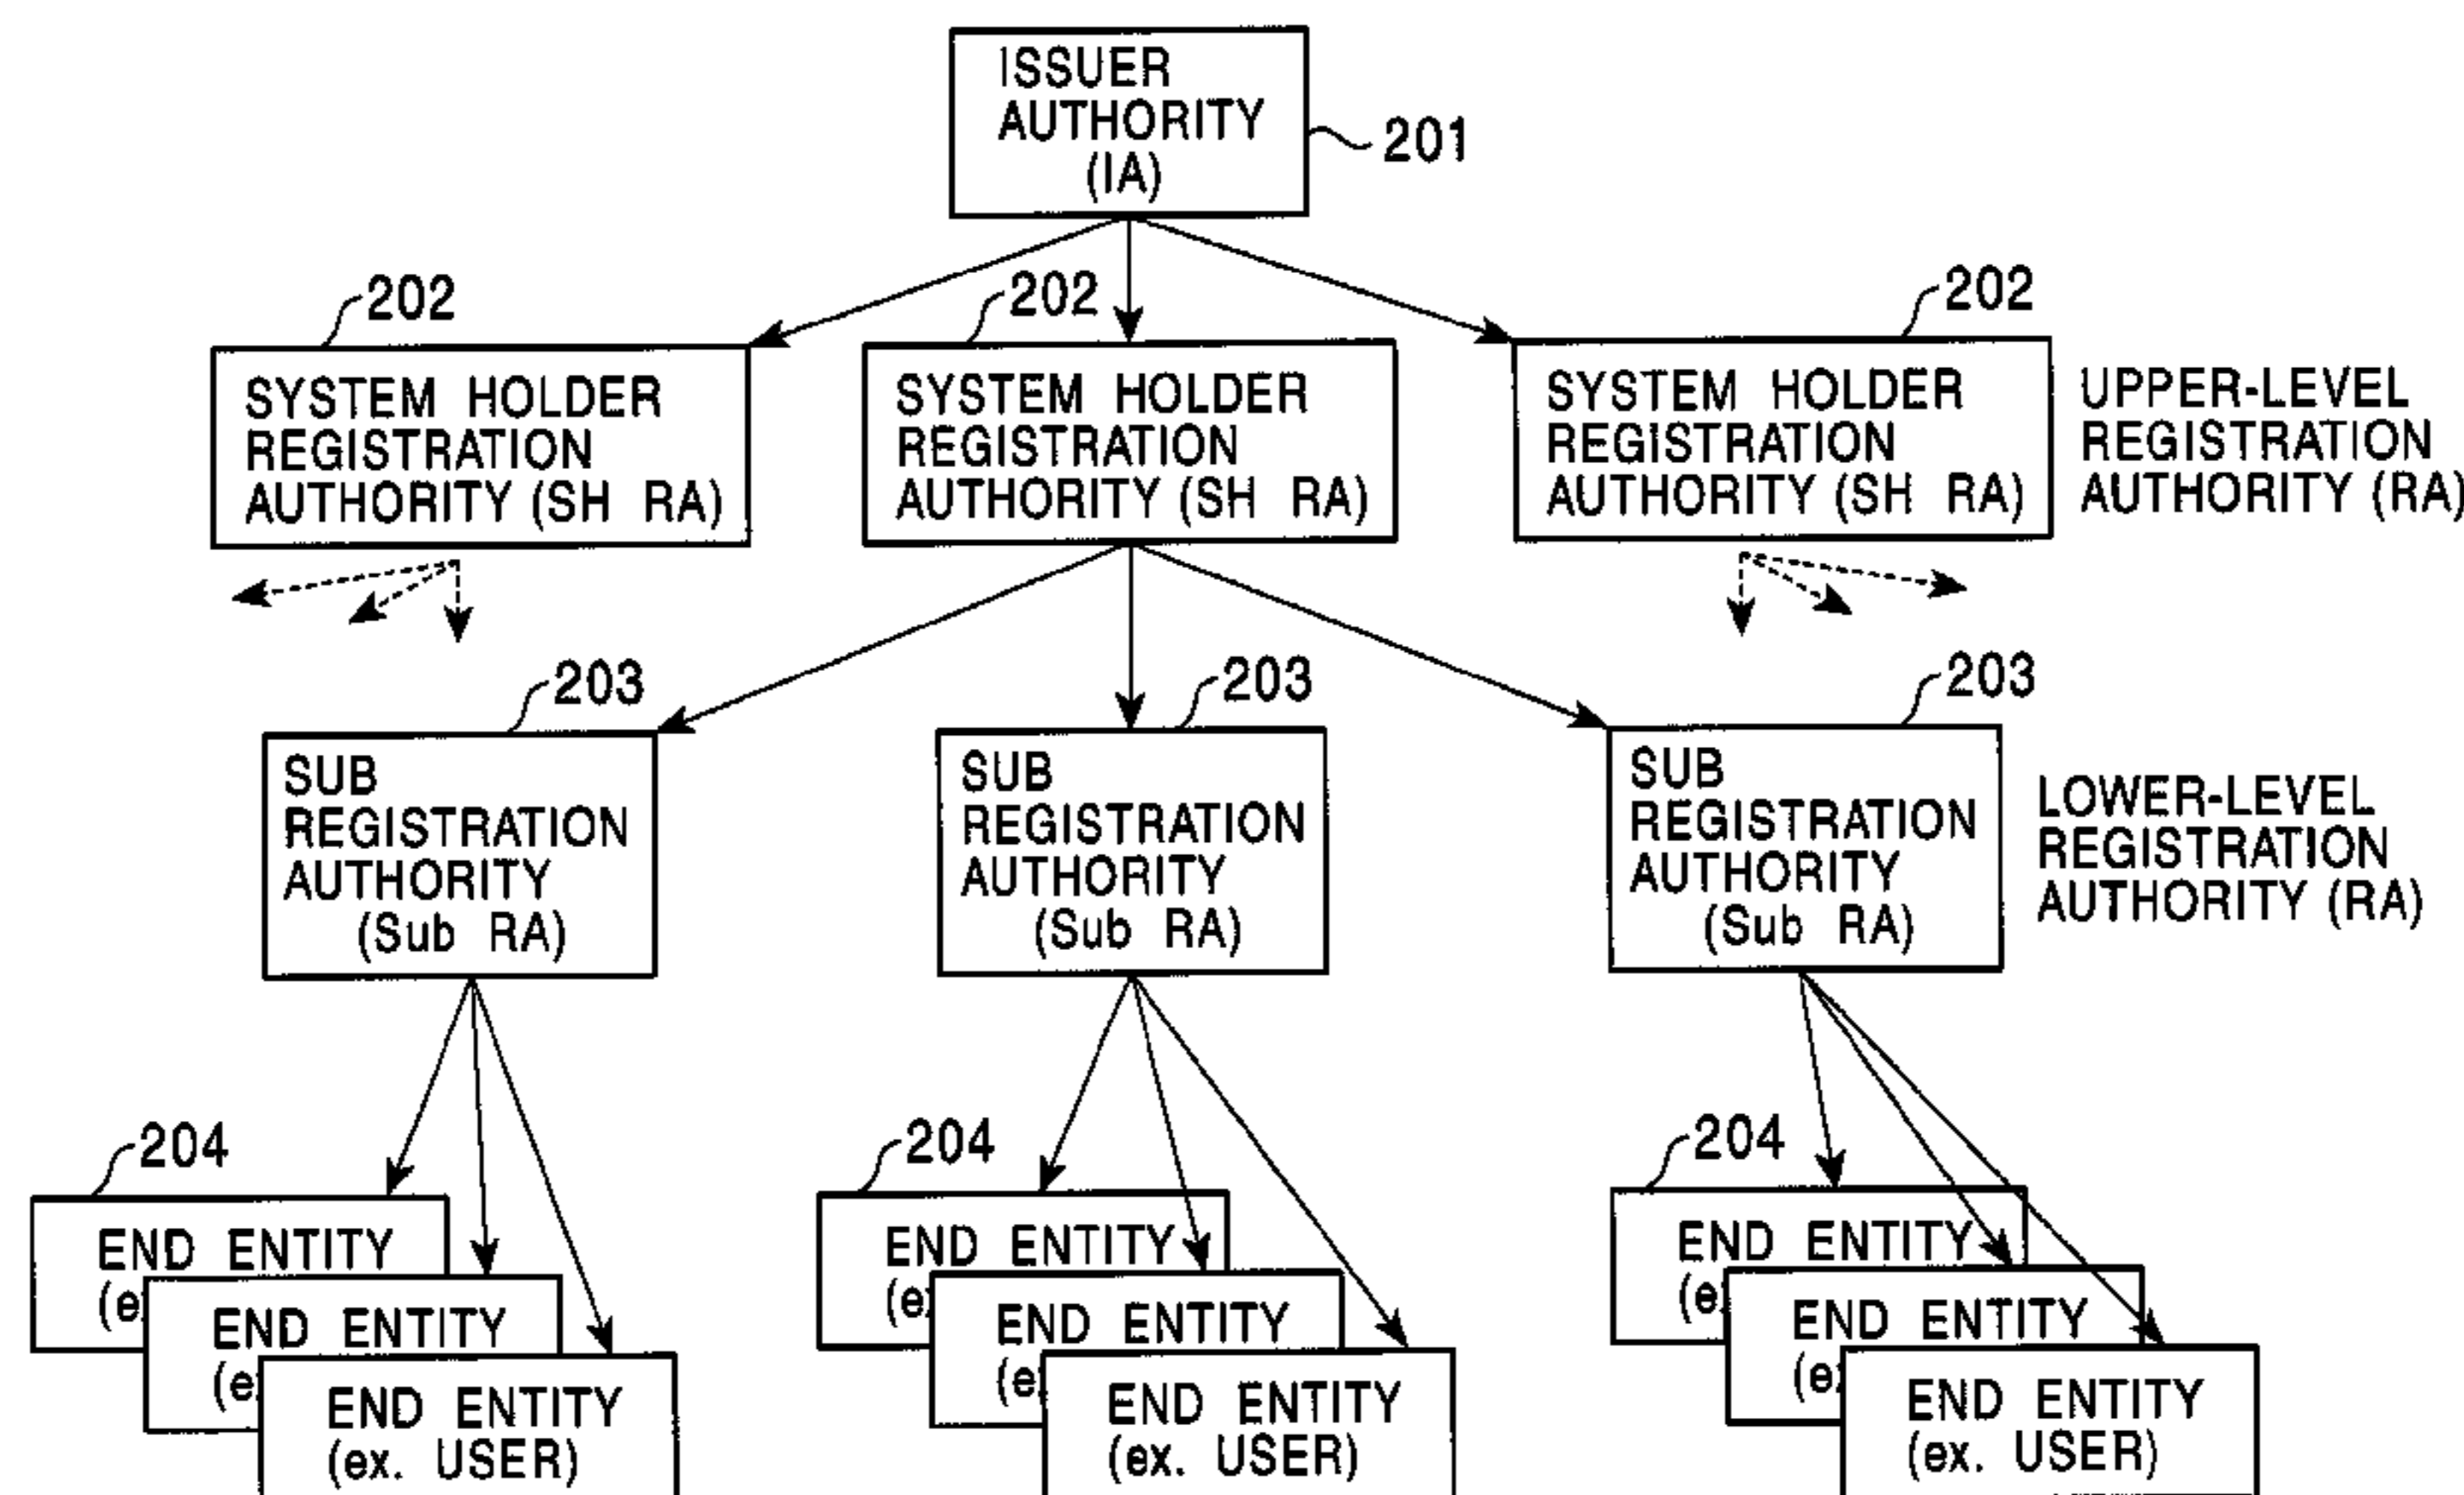 ISSUER
AUTHORITY
(IA)
201
202
202
202
SYSTEM HOLDER
REGISTRATION
AUTHORITY (SH RA)
SYSTEM HOLDER
REGISTRATION
AUTHORITY (SH RA)
SYSTEM HOLDER
REGISTRATION
AUTHORITY (SH RA)
UPPER-LEVEL
REGISTRATION
AUTHORITY (RA)
203
203
203
SUB
REGISTRATION
AUTHORITY
(Sub RA)
SUB
REGISTRATION
AUTHORITY
(Sub RA)
SUB
REGISTRATION
AUTHORITY
(Sub RA)
LOWER-LEVEL
REGISTRATION
AUTHORITY (RA)
204
END ENTITY
(e
END ENTITY
(e
END ENTITY
(ex. USER)
204
END ENTITY
(e
END ENTITY
(e
END ENTITY
(ex. USER)
204
END ENTITY
(e
END ENTITY
(e
END ENTITY
(ex. USER)